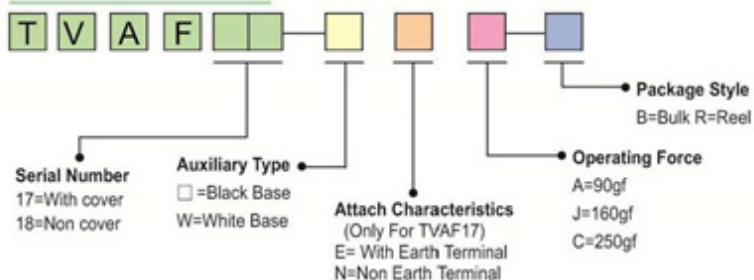 T V A F
Package Style
B=Bulk R=Reel
Serial Number
17=With cover
18=Non cover
Auxiliary Type
□ =Black Base
W=White Base
Attach Characteristics
(Only For TVAF17)
E= With Earth Terminal
N=Non Earth Terminal
Operating Force
A=90gf
J=160gf
C=250gf